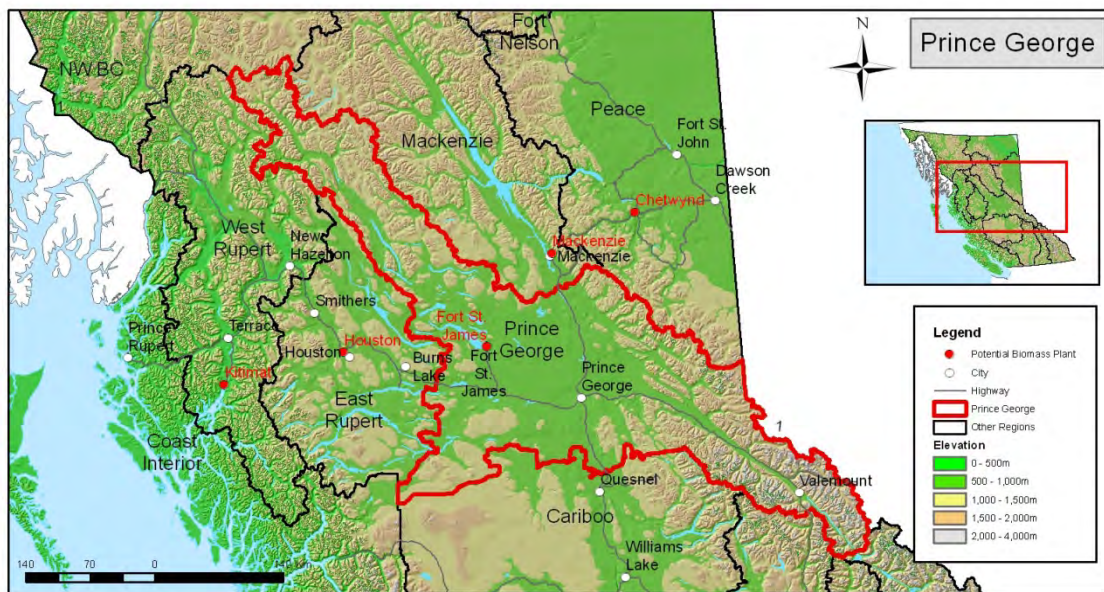 Fort
Nelson
N
Prince George
NW BC
Peace
Mackenzie
Fort St.
John
Dawson
Creek
Chetwynd
West
Rupert
New
Hazelton
Mackenzie
Mackenzie
Smithers
Fort St.
James
Prince
George
Prince
Rupert
Terrace
Houston
Houston
Burns
Lake
Fort
St.
James
Prince
George
Kitimat
East
Rupert
1
Coast
Interior
Quesnel
Valemount
Cariboo
Williams
Lake
140
70
0
Legend
Potential Biomass Plant
City
Highway
Prince George
Other Regions
Elevation
0 - 500m
500 - 1,000m
1,000 - 1,500m
1,500 - 2,000m
2,000 - 4,000m